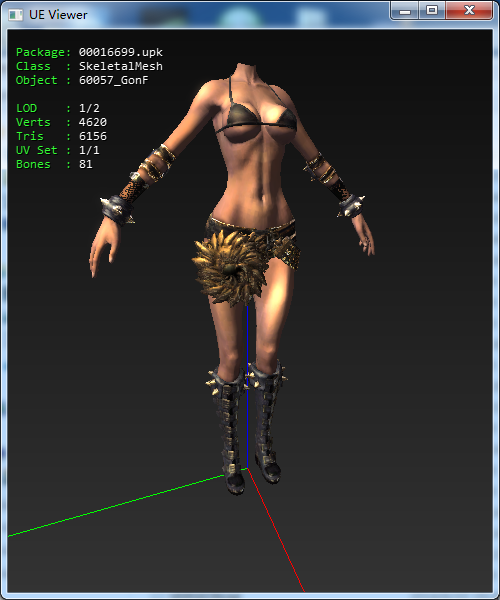 UE Viewer
Package: 00016699.upk
Class : SkeletalMesh
Object : 60057_GonF
LOD : 1/2
Verts : 4620
Tris : 6156
UV Set : 1/1
Bones : 81